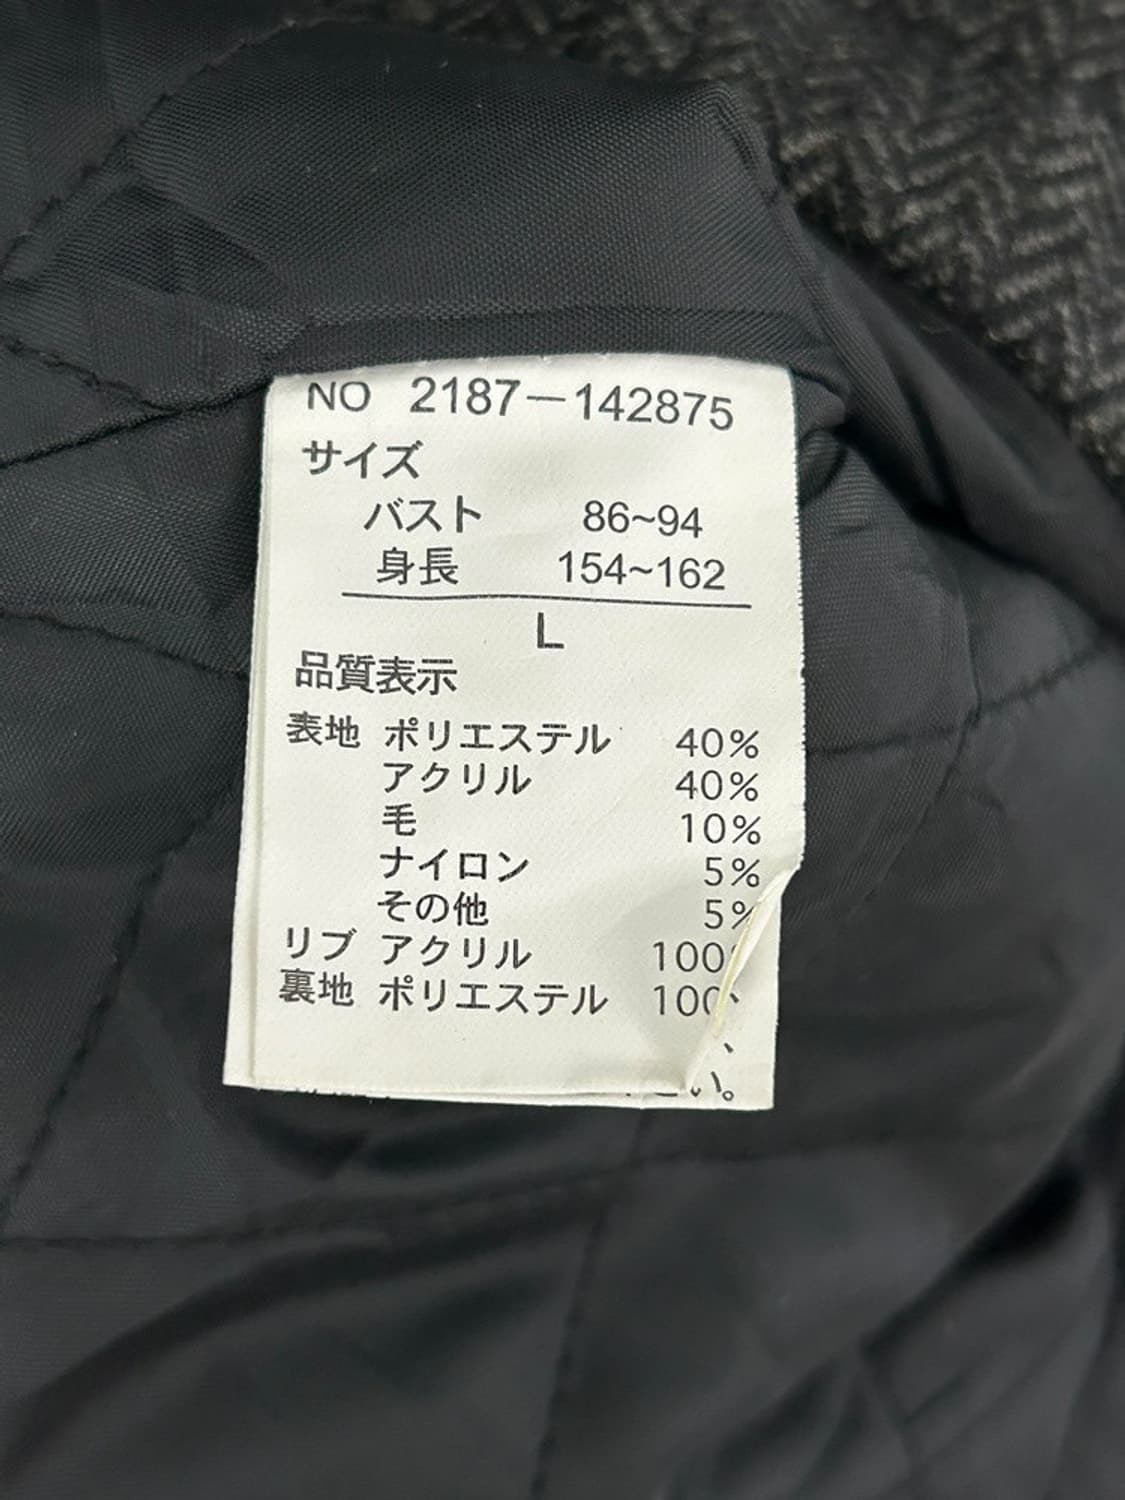 NO 2187-142875
サイズ
バスト 86~94
身長 154~162
L
品質表示
表地 ポリエステル 40%
アクリル 40%
毛 10%
ナイロン 5%
その他 5%
リブ アクリル 100
裏地 ポリエステル 100
、
い。